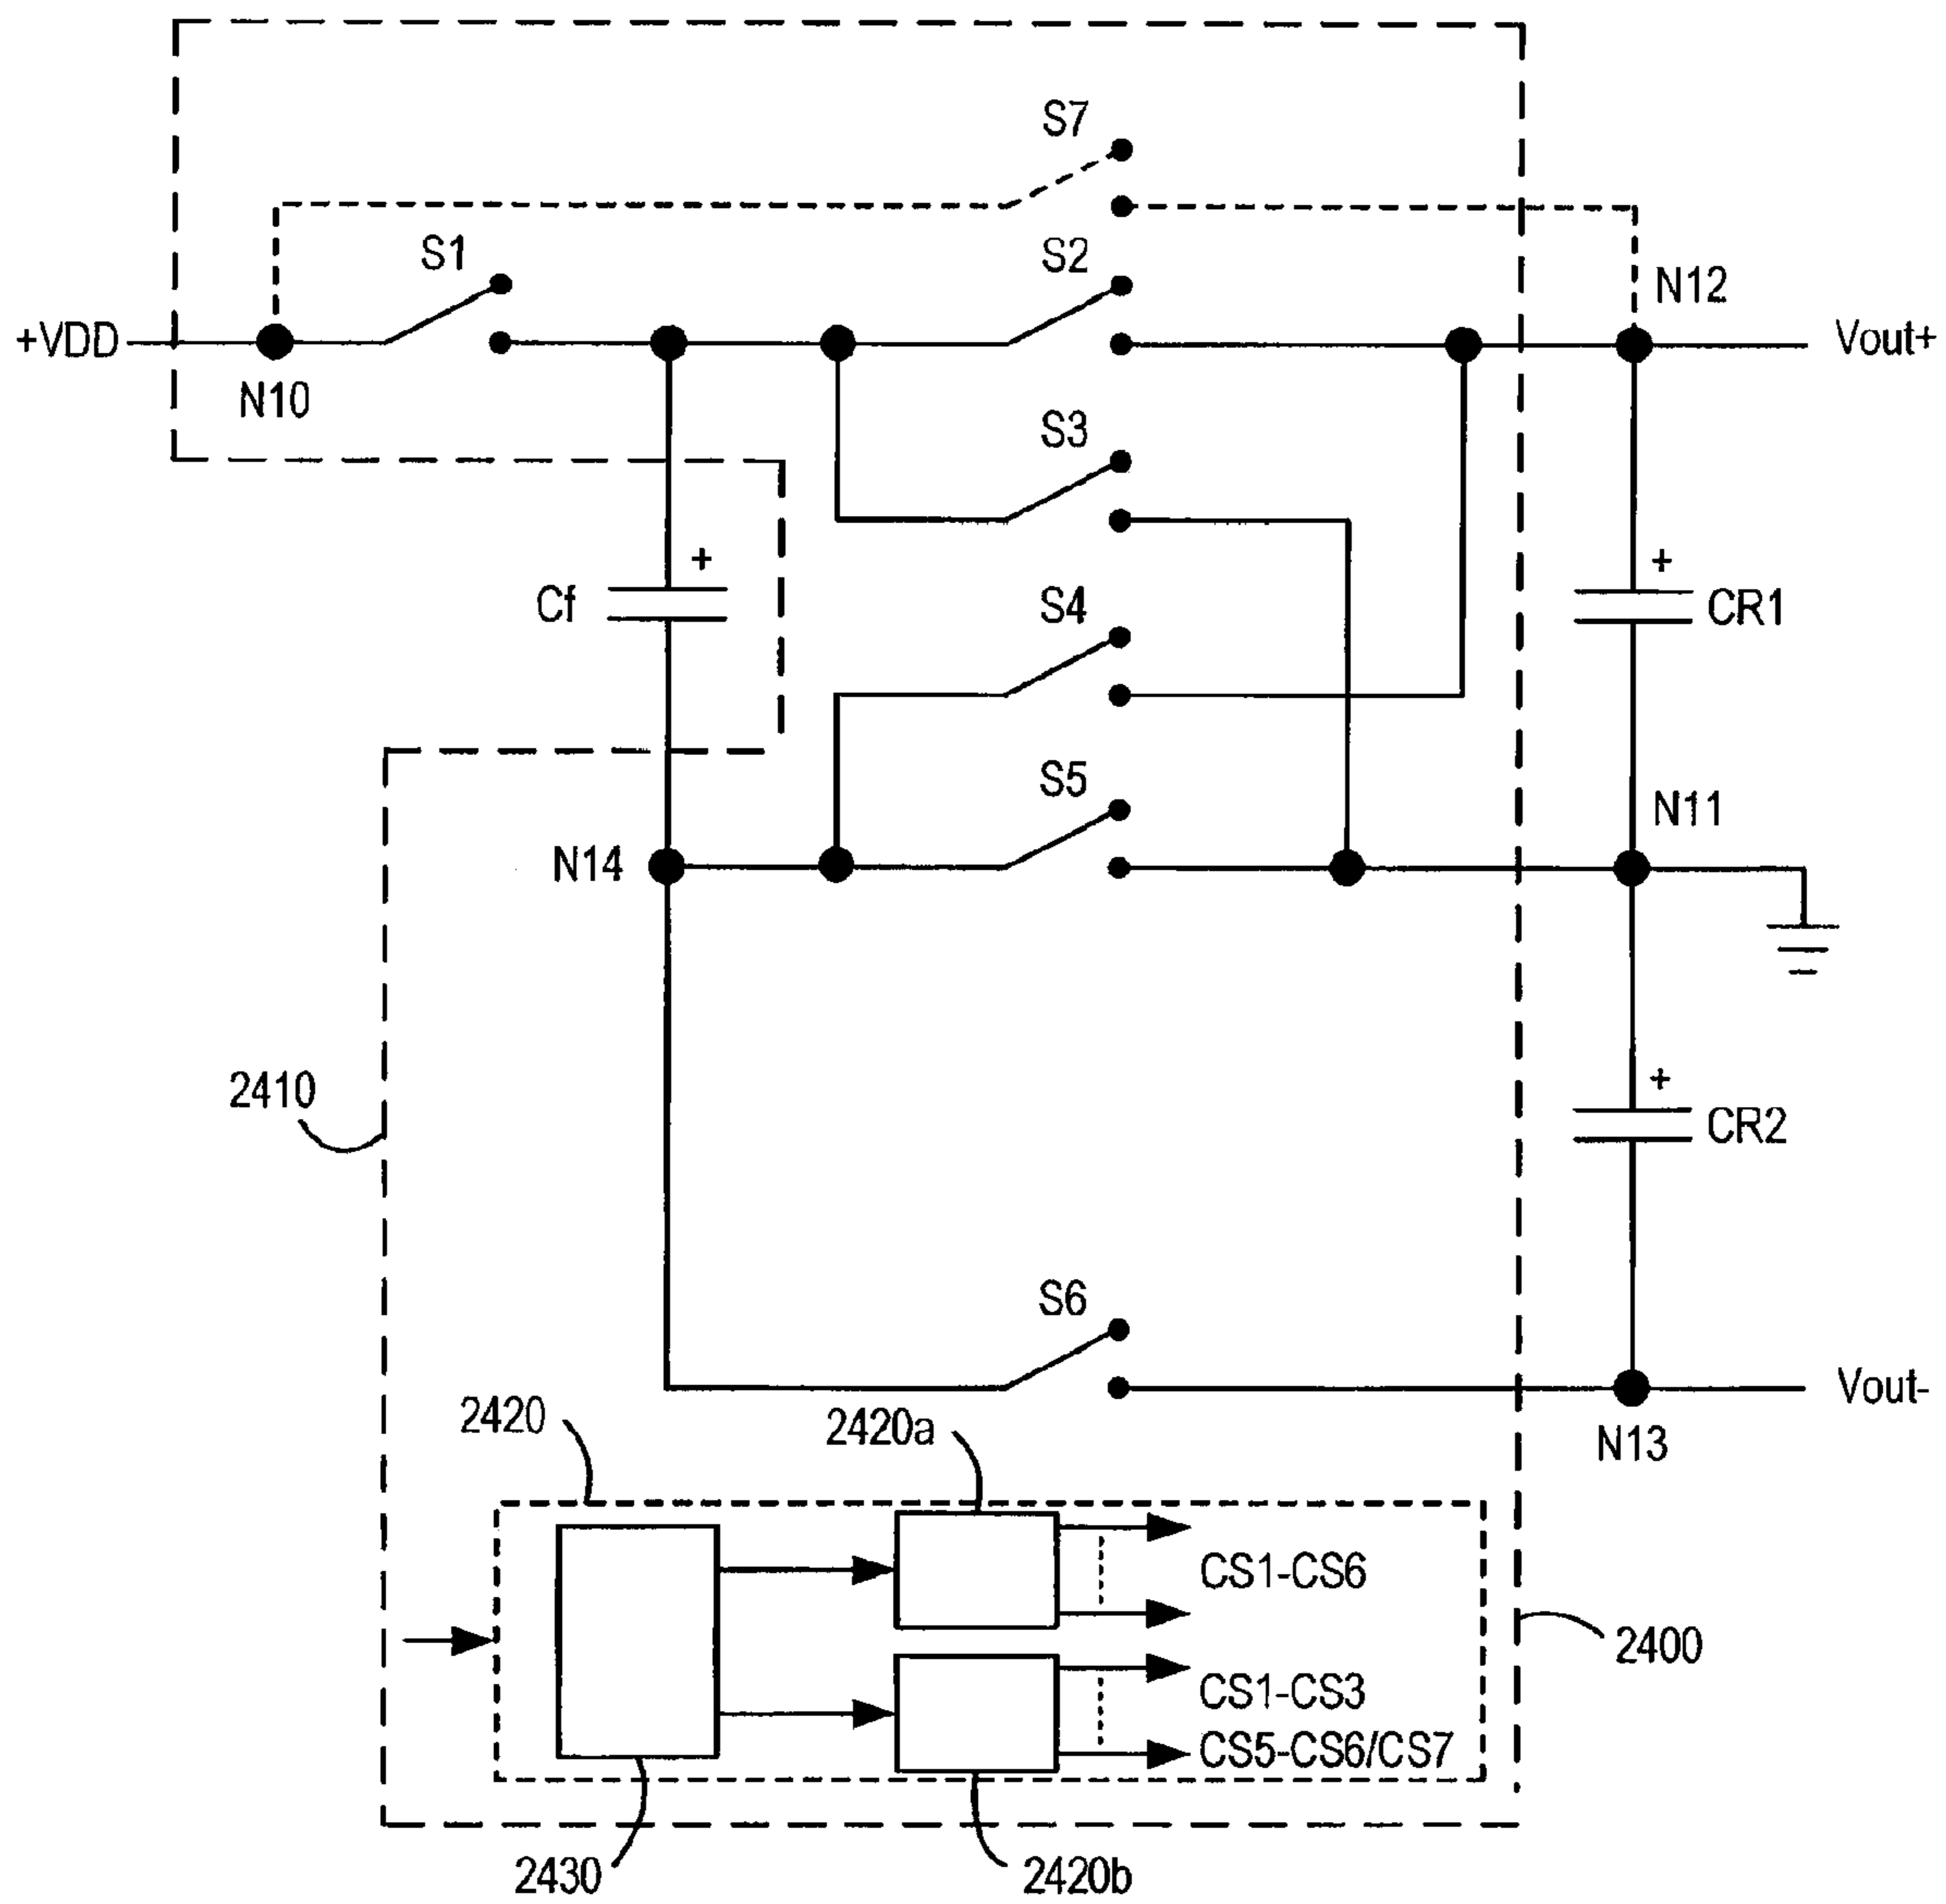 S7
S1
S2
N12
+VDD
Vout+
N10
S3
+
+
Cf
S4
CR1
S5
N11
N14
2410
+
CR2
S6
Vout-
2420
2420a
N13
CS1-CS6
2400
CS1-CS3
CS5-CS6/CS7
2430
2420b